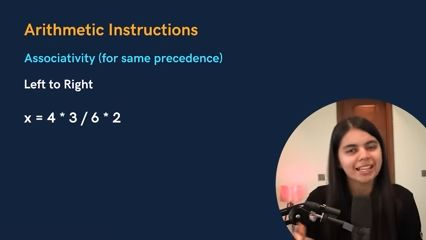 Arithmetic Instructions
Associativity (for same precedence)
Left to Right
x = 4 * 3 / 6 * 2